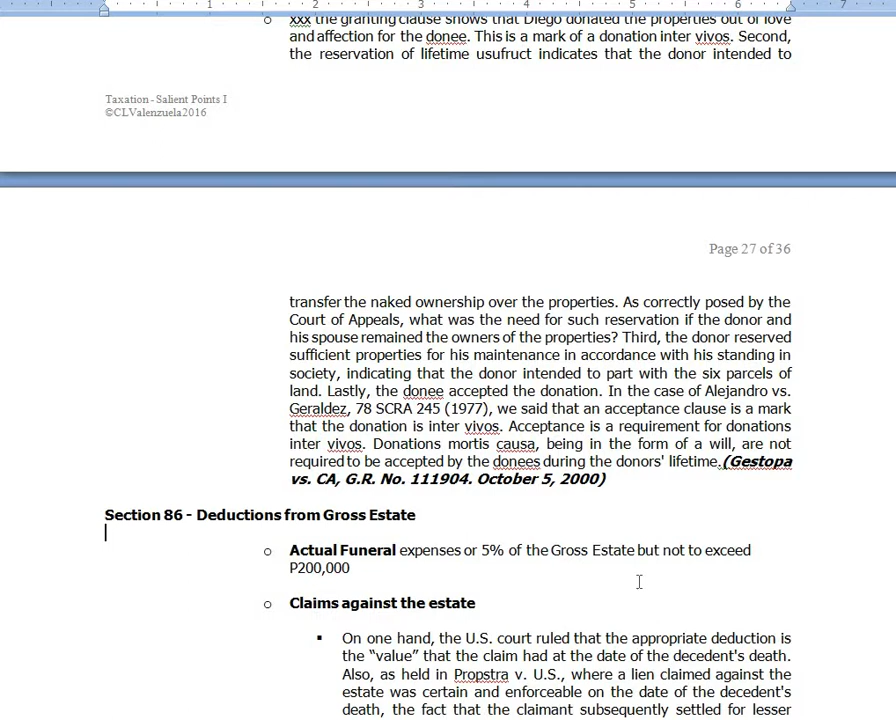 1 2 3 4 5 6 7
o xxx the granting clause shows that Diego donated the properties out of love
and affection for the donee. This is a mark of a donation inter vivos. Second,
the reservation of lifetime usufruct indicates that the donor intended to
Taxation - Salient Points I
©CLValenzuela2016
Page 27 of 36
transfer the naked ownership over the properties. As correctly posed by the
Court of Appeals, what was the need for such reservation if the donor and
his spouse remained the owners of the properties? Third, the donor reserved
sufficient properties for his maintenance in accordance with his standing in
society, indicating that the donor intended to part with the six parcels of
land. Lastly, the donee accepted the donation. In the case of Alejandro vs.
Geraldez, 78 SCRA 245 (1977), we said that an acceptance clause is a mark
that the donation is inter vivos. Acceptance is a requirement for donations
inter vivos. Donations mortis causa, being in the form of a will, are not
required to be accepted by the donees during the donors' lifetime.(Gestopa
vs. CA, G.R. No. 111904. October 5, 2000)
Section 86 - Deductions from Gross Estate
o Actual Funeral expenses or 5% of the Gross Estate but not to exceed
P200,000
o Claims against the estate
▪ On one hand, the U.S. court ruled that the appropriate deduction is
the “value” that the claim had at the date of the decedent's death.
Also, as held in Propstra v. U.S., where a lien claimed against the
estate was certain and enforceable on the date of the decedent's
death, the fact that the claimant subsequently settled for lesser